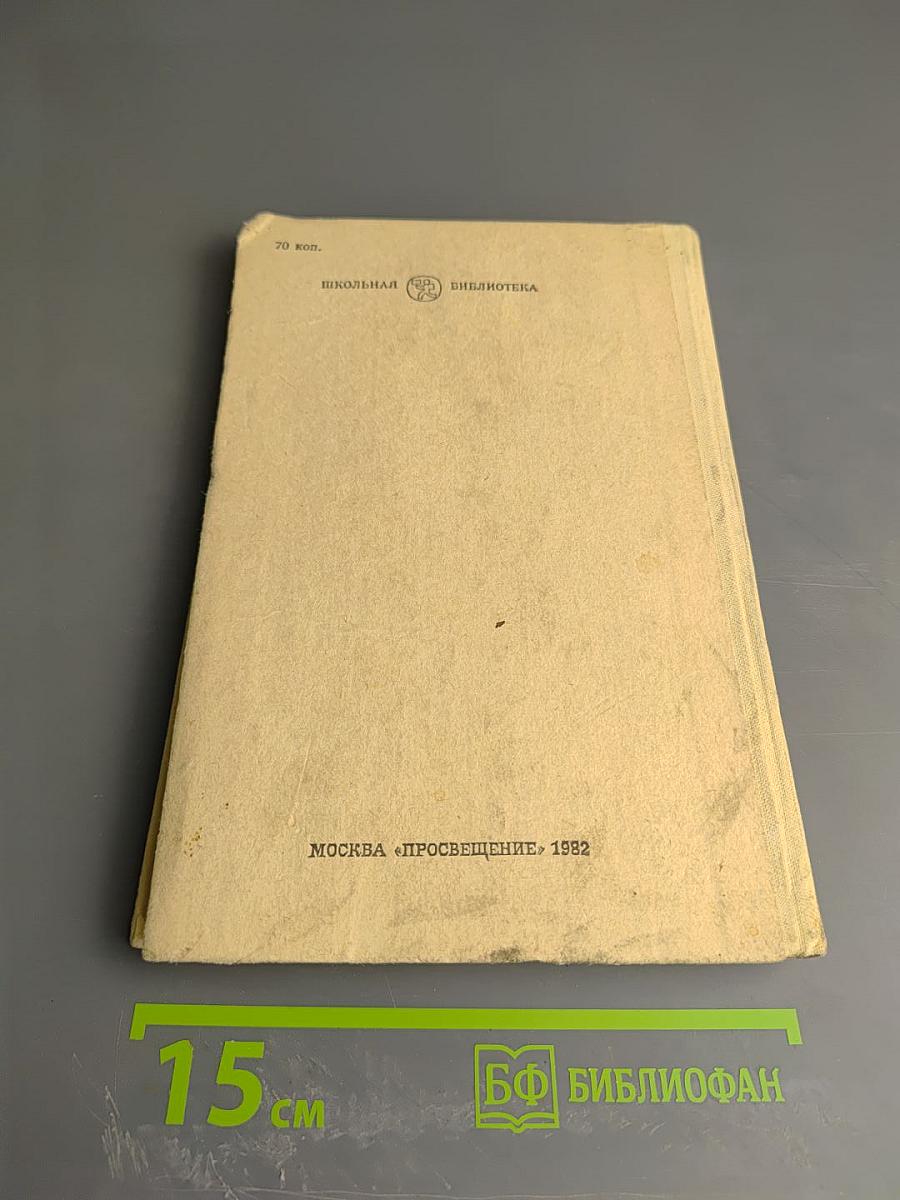 70 коп.
ШКОЛЬНАЯ БИБЛИОТЕКА
МОСКВА «ПРОСВЕЩЕНИЕ» 1982
15 см
БФ БИБЛИОФАН